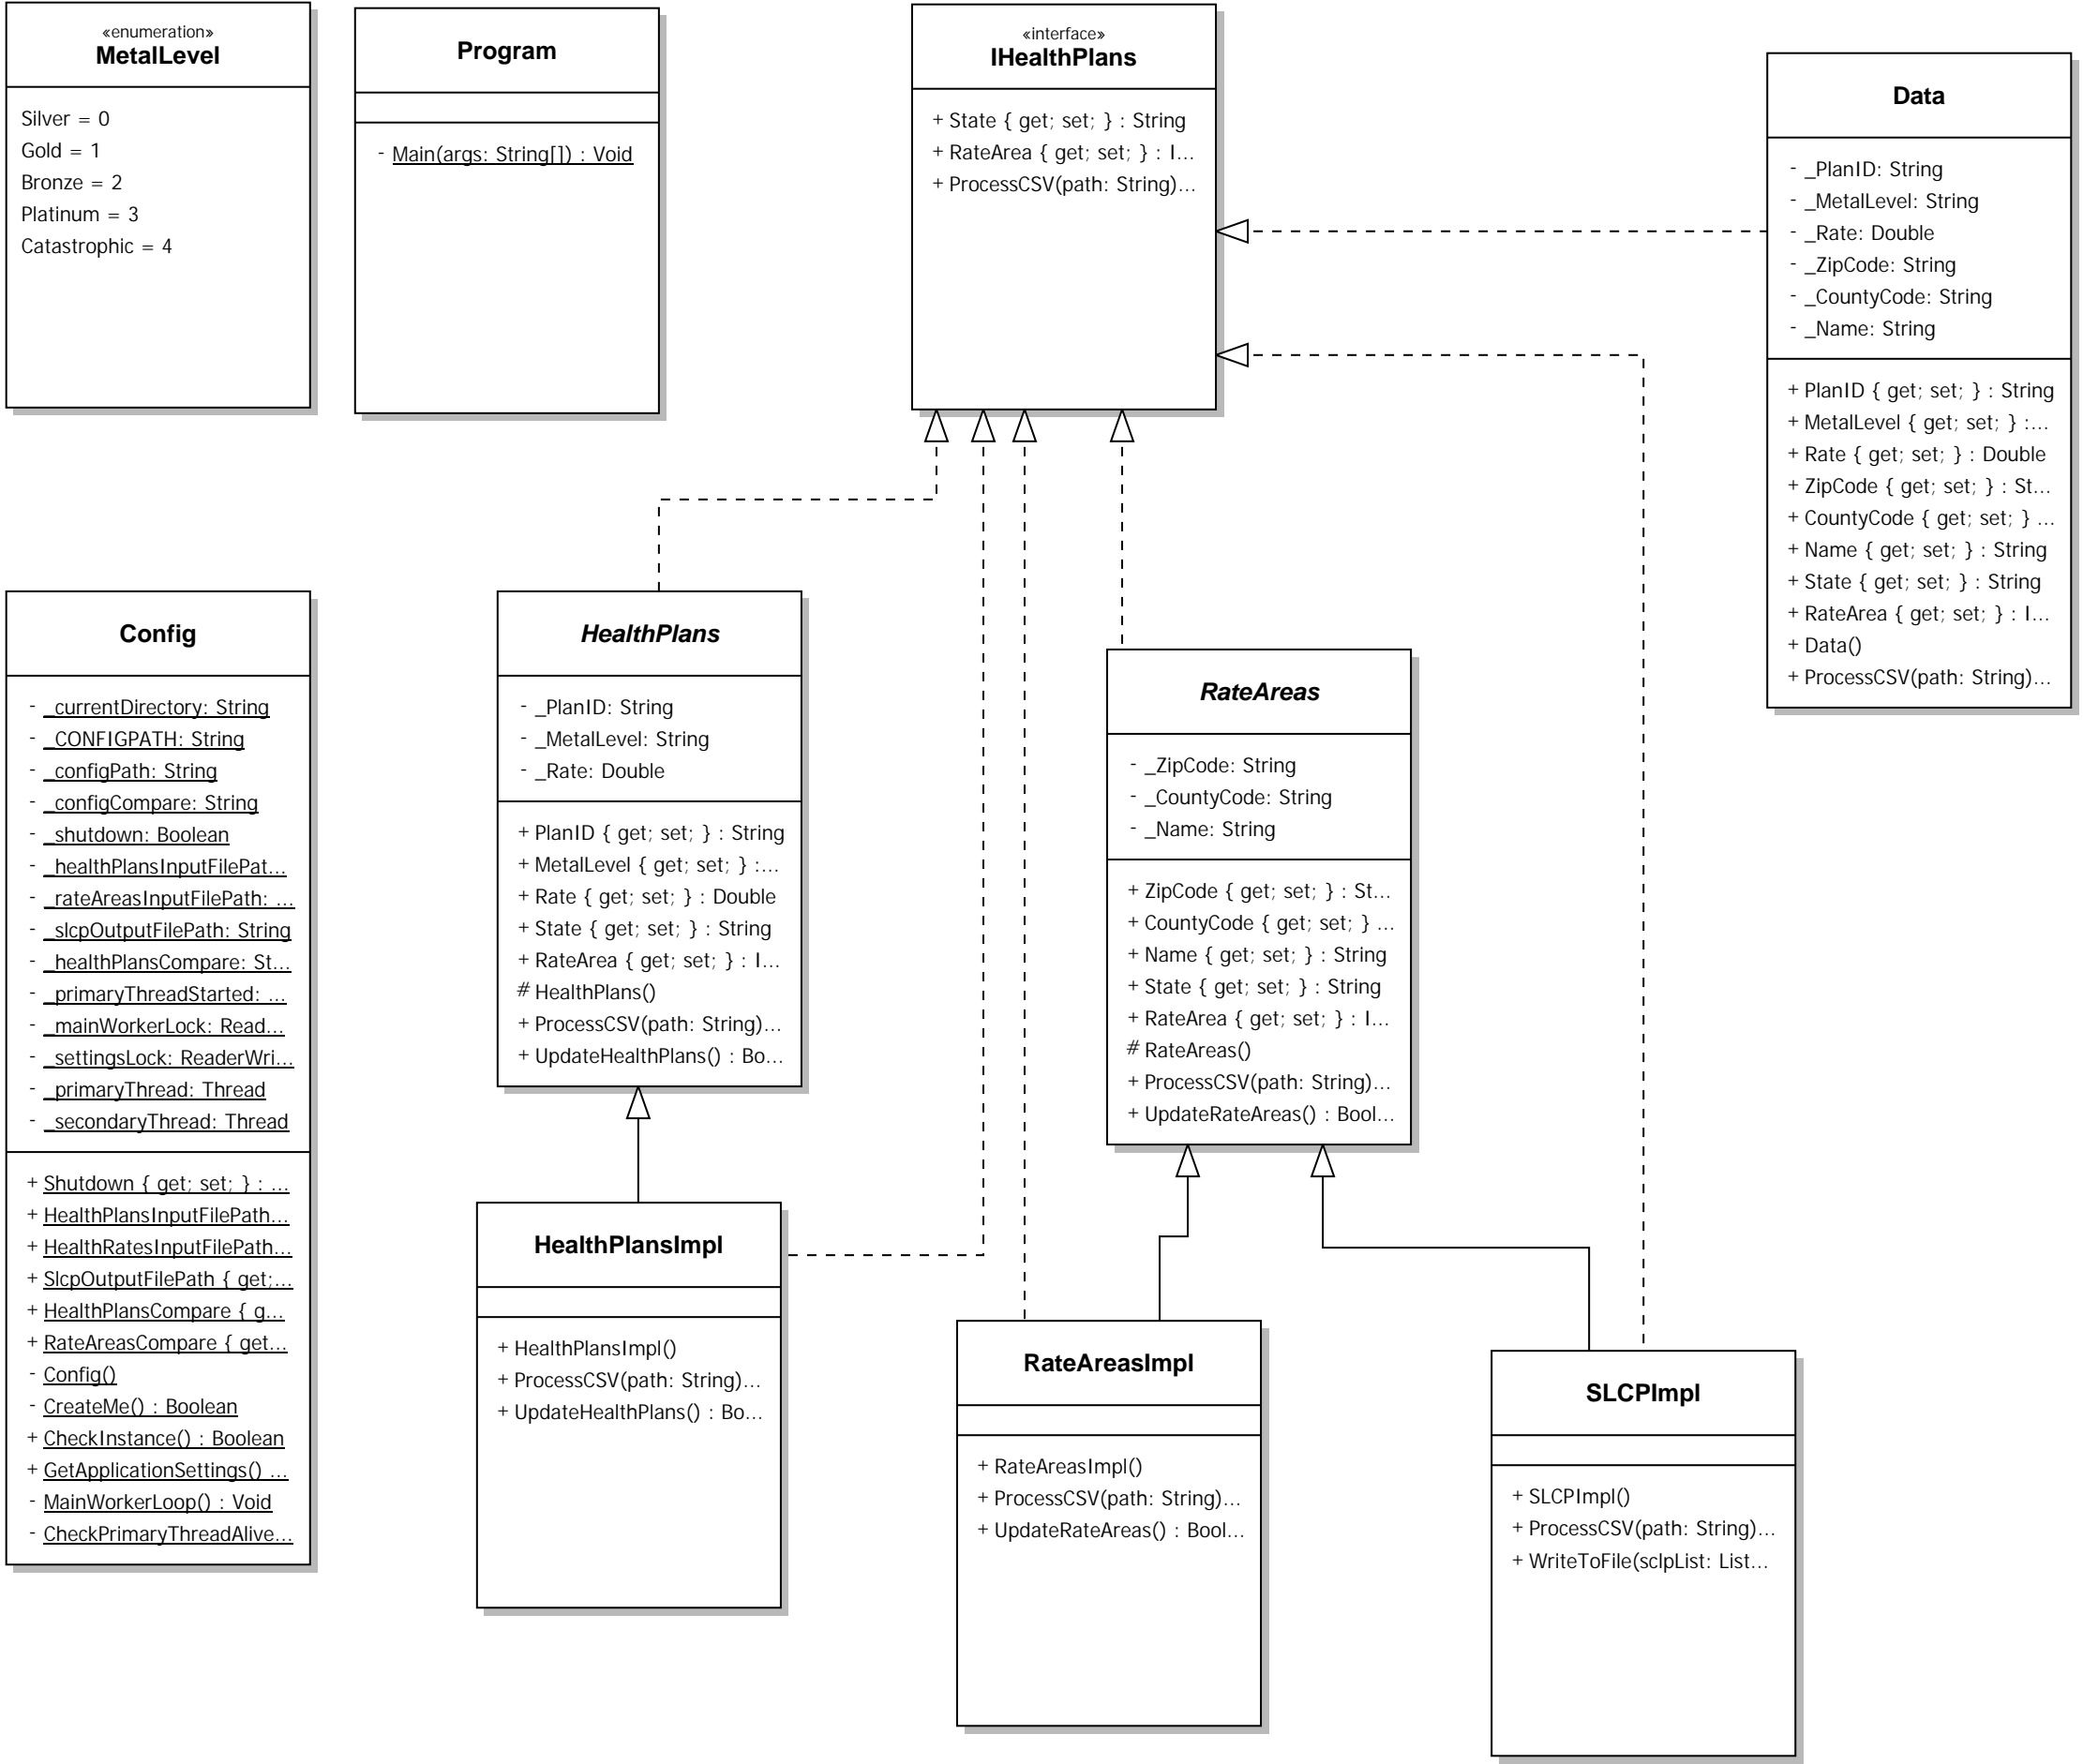 «enumeration»
MetalLevel
Silver = 0
Gold = 1
Bronze = 2
Platinum = 3
Catastrophic = 4
Program
- Main(args: String[]) : Void
«interface»
IHealthPlans
+ State { get; set; } : String
+ RateArea { get; set; } : I...
+ ProcessCSV(path: String)...
Data
- _PlanID: String
- _MetalLevel: String
- _Rate: Double
- _ZipCode: String
- _CountyCode: String
- _Name: String
+ PlanID { get; set; } : String
+ MetalLevel { get; set; } :...
+ Rate { get; set; } : Double
+ ZipCode { get; set; } : St...
+ CountyCode { get; set; } ...
+ Name { get; set; } : String
+ State { get; set; } : String
+ RateArea { get; set; } : I...
+ Data()
+ ProcessCSV(path: String)...
Config
- _currentDirectory: String
- _CONFIGPATH: String
- _configPath: String
- _configCompare: String
- _shutdown: Boolean
- _healthPlansInputFilePat...
- _rateAreasInputFilePath: ...
- _slcpOutputFilePath: String
- _healthPlansCompare: St...
- _primaryThreadStarted: ...
- _mainWorkerLock: Read...
- _settingsLock: ReaderWri...
- _primaryThread: Thread
- _secondaryThread: Thread
+ Shutdown { get; set; } : ...
+ HealthPlansInputFilePath...
+ HealthRatesInputFilePath...
+ SlcpOutputFilePath { get;...
+ HealthPlansCompare { g...
+ RateAreasCompare { get...
- Config()
- CreateMe() : Boolean
+ CheckInstance() : Boolean
+ GetApplicationSettings() ...
- MainWorkerLoop() : Void
- CheckPrimaryThreadAlive...
HealthPlans
- _PlanID: String
- _MetalLevel: String
- _Rate: Double
+ PlanID { get; set; } : String
+ MetalLevel { get; set; } :...
+ Rate { get; set; } : Double
+ State { get; set; } : String
+ RateArea { get; set; } : I...
# HealthPlans()
+ ProcessCSV(path: String)...
+ UpdateHealthPlans() : Bo...
RateAreas
- _ZipCode: String
- _CountyCode: String
- _Name: String
+ ZipCode { get; set; } : St...
+ CountyCode { get; set; } ...
+ Name { get; set; } : String
+ State { get; set; } : String
+ RateArea { get; set; } : I...
# RateAreas()
+ ProcessCSV(path: String)...
+ UpdateRateAreas() : Bool...
HealthPlansImpl
+ HealthPlansImpl()
+ ProcessCSV(path: String)...
+ UpdateHealthPlans() : Bo...
RateAreasImpl
+ RateAreasImpl()
+ ProcessCSV(path: String)...
+ UpdateRateAreas() : Bool...
SLCPImpl
+ SLCPImpl()
+ ProcessCSV(path: String)...
+ WriteToFile(sclpList: List...